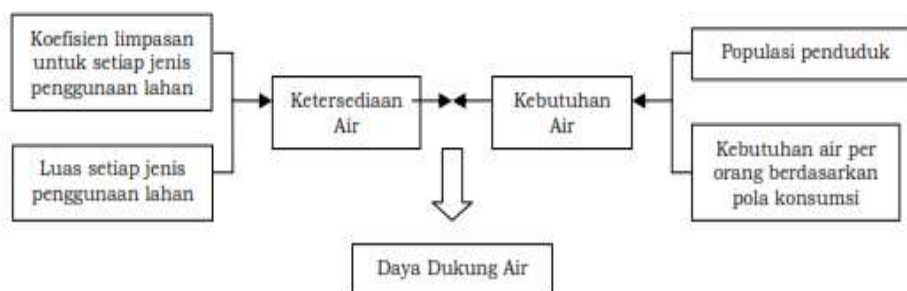 Koefisien limpasan
untuk setiap jenis
penggunaan lahan
Luas setiap jenis
penggunaan lahan
Ketersediaan
Air
Kebutuhan
Air
Populasi penduduk
Kebutuhan air per
orang berdasarkan
pola konsumsi
Daya Dukung Air